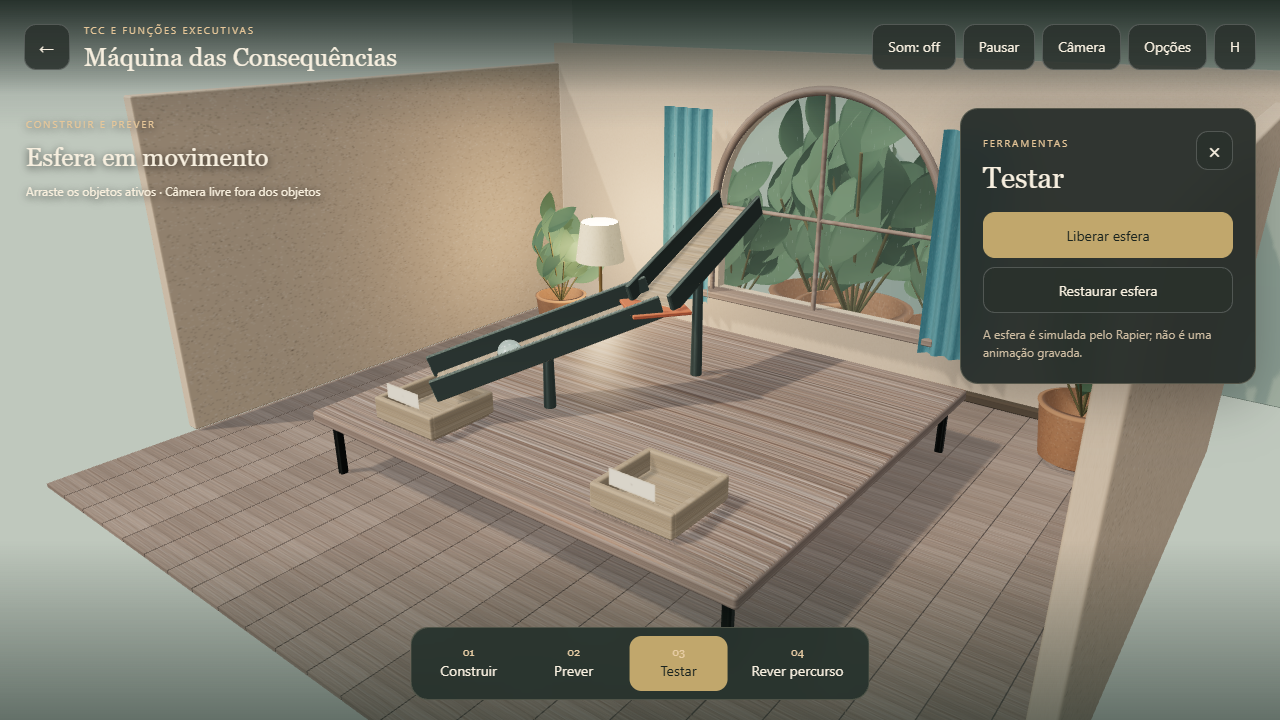 ←
TCC E FUNÇÕES EXECUTIVAS
Máquina das Consequências
Som: off
Pausar
Câmera
Opções
H
CONSTRUIR E PREVER
Esfera em movimento
Arraste os objetos ativos · Câmera livre fora dos objetos
FERRAMENTAS
×
Testar
Liberar esfera
Restaurar esfera
A esfera é simulada pelo Rapier; não é uma
animação gravada.
01
Construir
02
Prever
03
Testar
04
Rever percurso